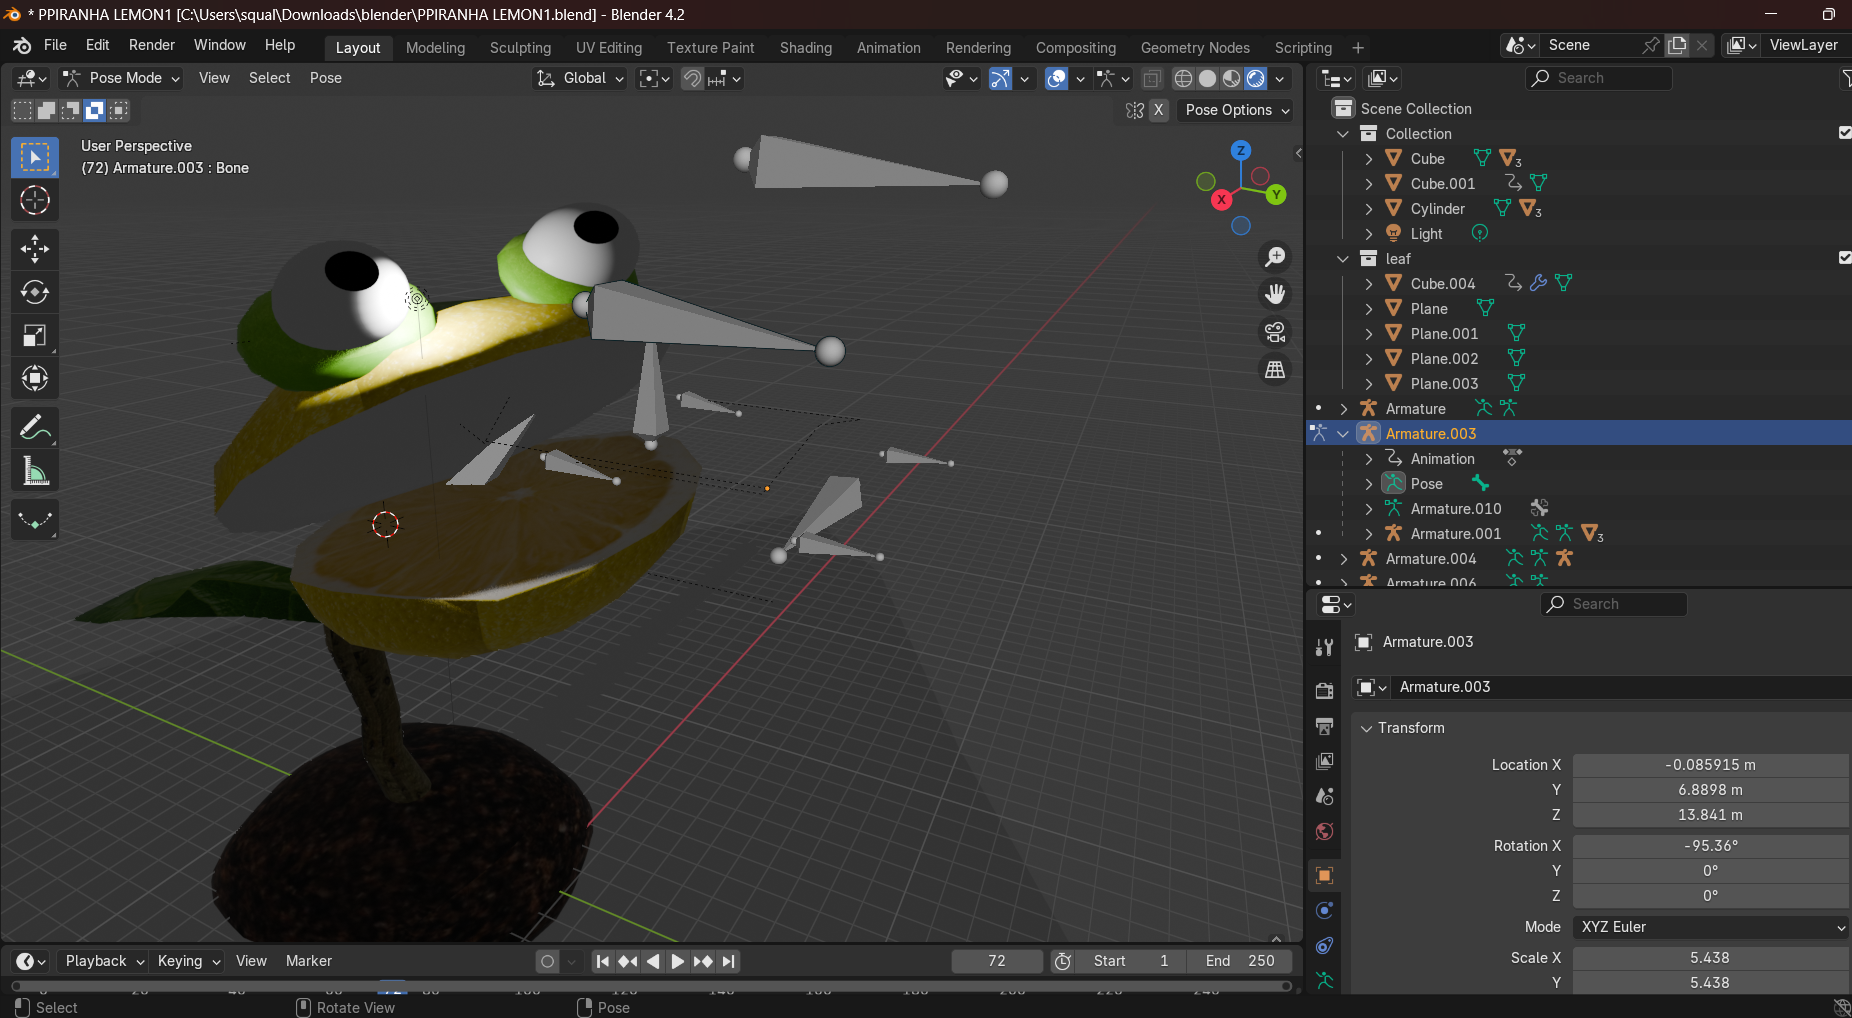 * PPIRANHA LEMON1 [C:\Users\squal\Downloads\blender\PPIRANHA LEMON1.blend] - Blender 4.2
File Edit Render Window Help Layout Modeling Sculpting UV Editing Texture Paint Shading Animation Rendering Compositing Geometry Nodes Scripting + Scene ViewLayer
Pose Mode View Select Pose Global
X Pose Options
User Perspective
(72) Armature.003 : Bone
Z
X
Y
Search
Scene Collection
Collection
Cube 3
Cube.001
Cylinder 3
Light
leaf
Cube.004
Plane
Plane.001
Plane.002
Plane.003
Armature
Armature.003
Animation
Pose
Armature.010
Armature.001 3
Armature.004
Armature.006
Search
Armature.003
Armature.003
Transform
Location X -0.085915 m
Y 6.8898 m
Z 13.841 m
Rotation X -95.36°
Y 0°
Z 0°
Mode XYZ Euler
Scale X 5.438
Y 5.438
Playback Keying View Marker 72 Start 1 End 250
Select Rotate View Pose